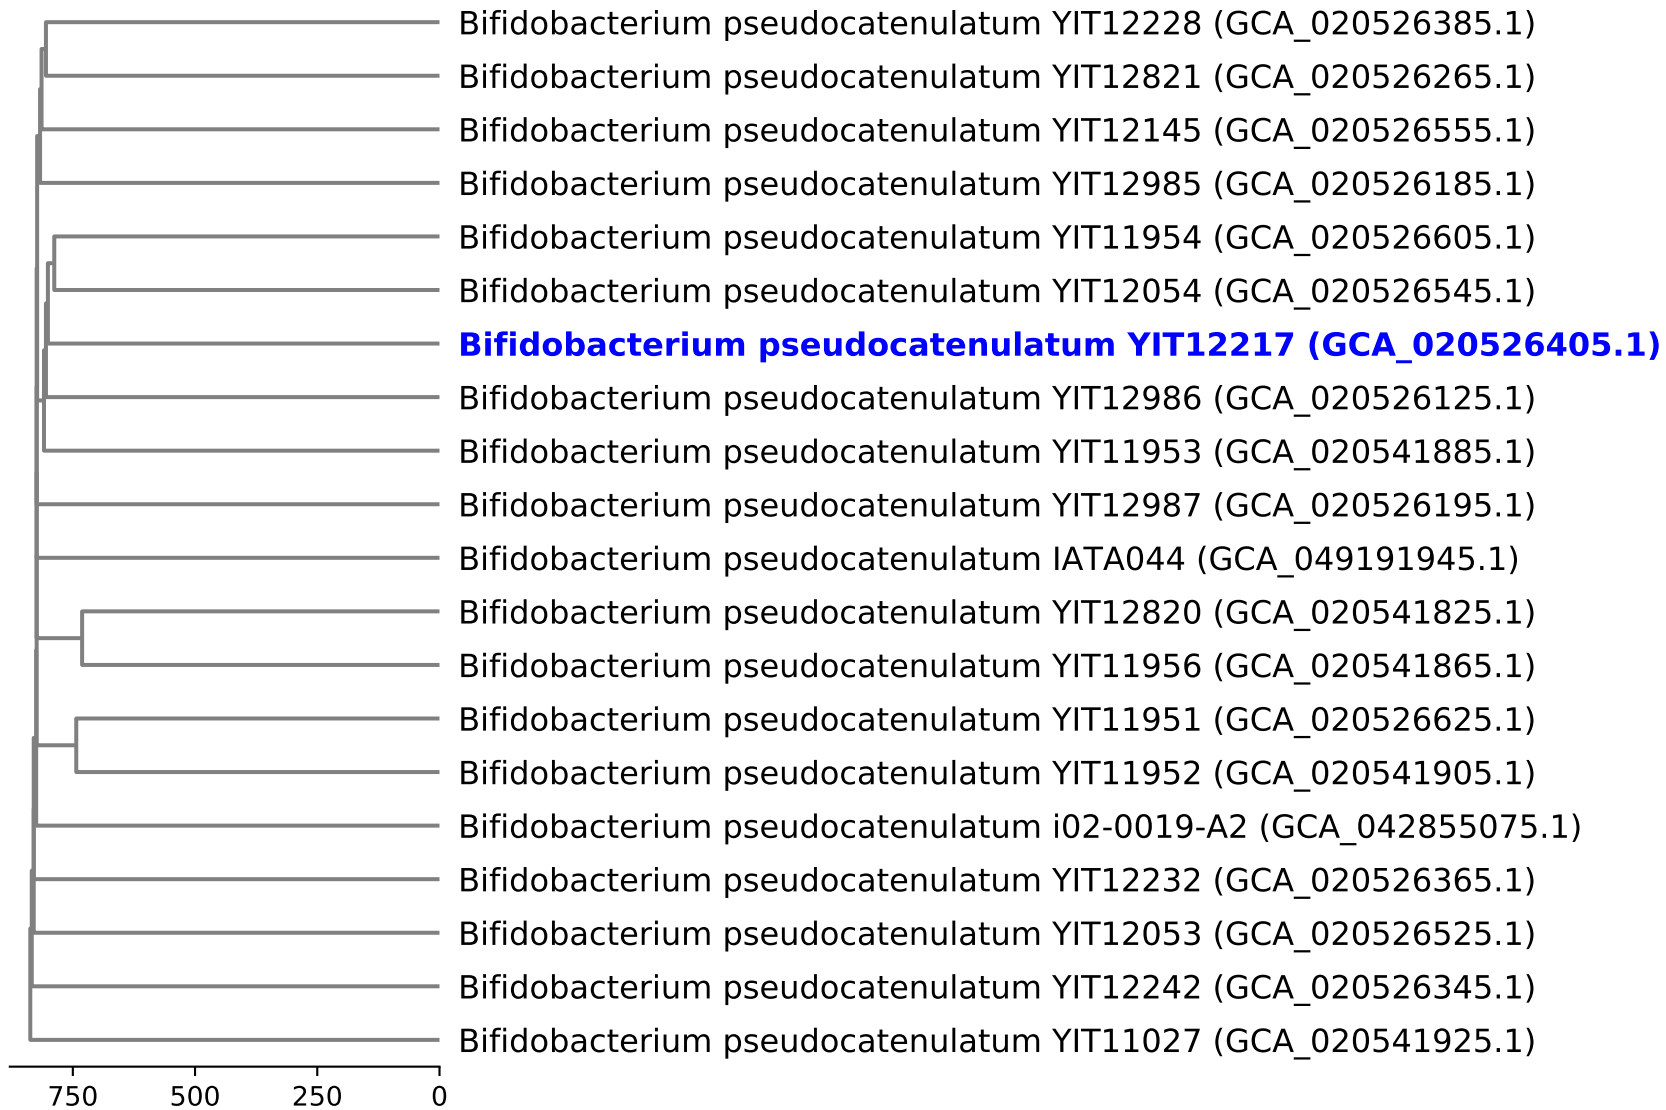 Bifidobacterium pseudocatenulatum YIT12228 (GCA_020526385.1)
Bifidobacterium pseudocatenulatum YIT12821 (GCA_020526265.1)
Bifidobacterium pseudocatenulatum YIT12145 (GCA_020526555.1)
Bifidobacterium pseudocatenulatum YIT12985 (GCA_020526185.1)
Bifidobacterium pseudocatenulatum YIT11954 (GCA_020526605.1)
Bifidobacterium pseudocatenulatum YIT12054 (GCA_020526545.1)
Bifidobacterium pseudocatenulatum YIT12217 (GCA_020526405.1)
Bifidobacterium pseudocatenulatum YIT12986 (GCA_020526125.1)
Bifidobacterium pseudocatenulatum YIT11953 (GCA_020541885.1)
Bifidobacterium pseudocatenulatum YIT12987 (GCA_020526195.1)
Bifidobacterium pseudocatenulatum IATA044 (GCA_049191945.1)
Bifidobacterium pseudocatenulatum YIT12820 (GCA_020541825.1)
Bifidobacterium pseudocatenulatum YIT11956 (GCA_020541865.1)
Bifidobacterium pseudocatenulatum YIT11951 (GCA_020526625.1)
Bifidobacterium pseudocatenulatum YIT11952 (GCA_020541905.1)
Bifidobacterium pseudocatenulatum i02-0019-A2 (GCA_042855075.1)
Bifidobacterium pseudocatenulatum YIT12232 (GCA_020526365.1)
Bifidobacterium pseudocatenulatum YIT12053 (GCA_020526525.1)
Bifidobacterium pseudocatenulatum YIT12242 (GCA_020526345.1)
Bifidobacterium pseudocatenulatum YIT11027 (GCA_020541925.1)
750 500 250 0